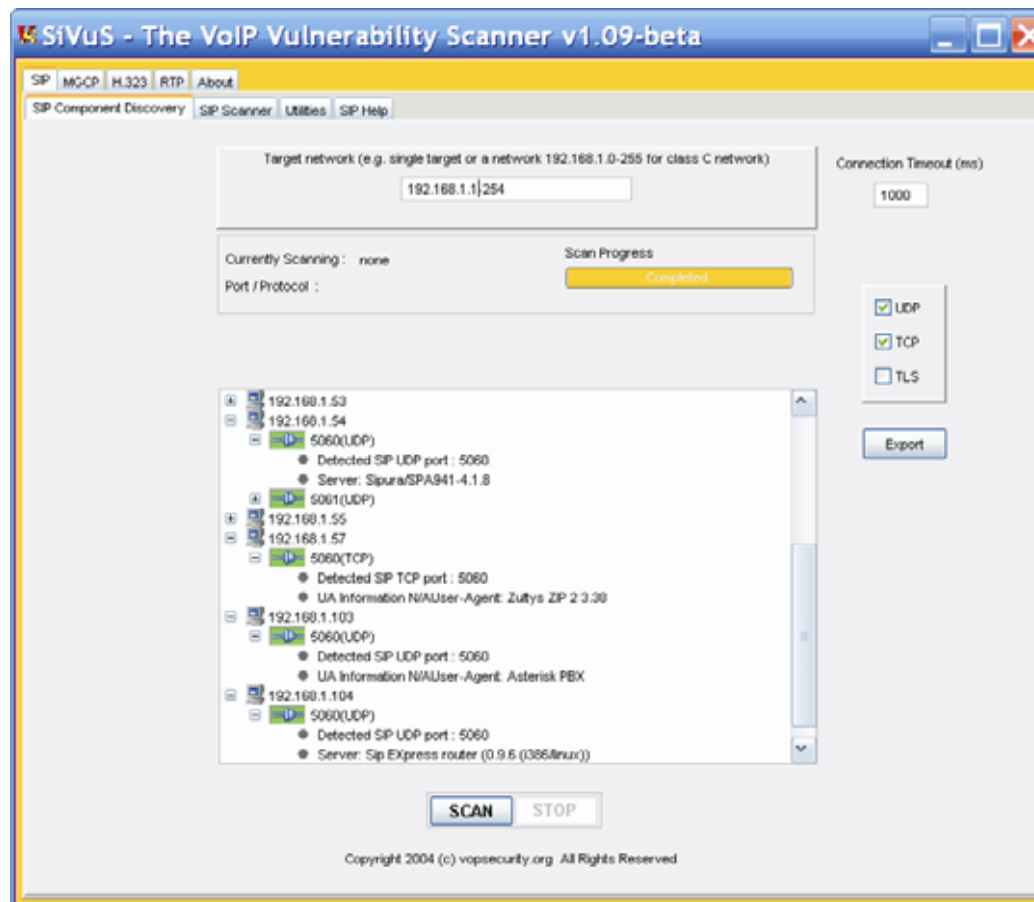 SiVuS - The VoIP Vulnerability Scanner v1.09-beta
SIP MGCP H.323 RTP About
SIP Component Discovery SIP Scanner Utilities SIP Help
Target network (e.g. single target or a network 192.168.1.0-255 for class C network)
192.168.1.1-254
Connection Timeout (ms)
1000
Currently Scanning : none
Scan Progress
Completed
Port / Protocol :
UDP
TCP
TLS
Export
192.168.1.53
192.168.1.54
5060(UDP)
Detected SIP UDP port : 5060
Server: Sipura/SPA941-4.1.8
5061(UDP)
192.168.1.55
192.168.1.57
5060(TCP)
Detected SIP TCP port : 5060
UA Information N/AUser-Agent: Zultys ZIP 2 3.30
192.168.1.103
5060(UDP)
Detected SIP UDP port : 5060
UA Information N/AUser-Agent: Asterisk PBX
192.168.1.104
5060(UDP)
Detected SIP UDP port : 5060
Server: Sip EXpress router (0.9.6 (i386/linux))
SCAN STOP
Copyright 2004 (c) vopsecurity.org All Rights Reserved